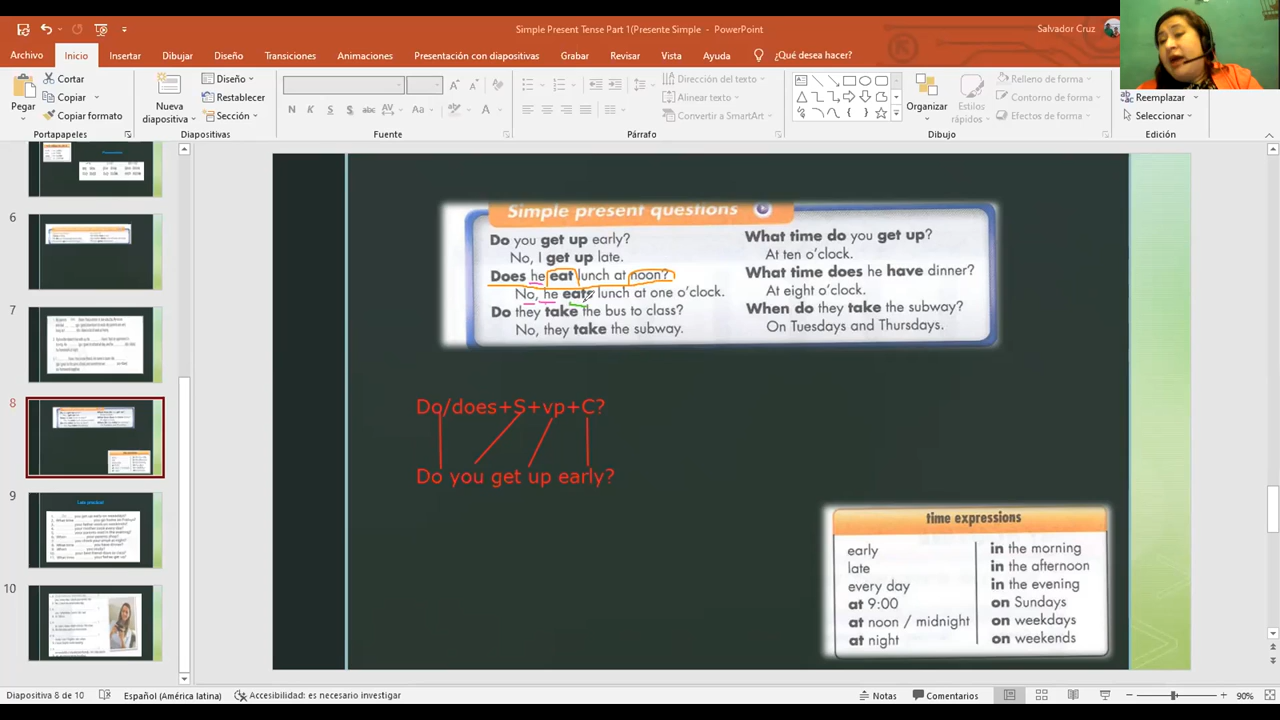 Simple Present Tense Part 1(Presente Simple - PowerPoint
Salvador Cruz
Archivo Inicio Insertar Dibujar Diseño Transiciones Animaciones Presentación con diapositivas Grabar Revisar Vista Ayuda ¿Qué desea hacer?
Pegar
Cortar
Copiar
Copiar formato
Nueva diapositiva
Diseño
Restablecer
Sección
N K S S abc AV Aa A
Dirección del texto
Alinear texto
Convertir a SmartArt
Organizar
Estilos rápidos
Relleno de forma
Contorno de forma
Efectos de forma
Reemplazar
Seleccionar
Portapapeles Diapositivas Fuente Párrafo Dibujo Edición
6
7
8
9
10
Simple present questions
Do you get up early?
No, I get up late.
Does he eat lunch at noon?
No, he eats lunch at one o'clock.
Do they take the bus to class?
No, they take the subway.
What time do you get up?
At ten o'clock.
What time does he have dinner?
At eight o'clock.
When do they take the subway?
On Tuesdays and Thursdays.
Do/does+S+vp+C?
Do you get up early?
time expressions
early
late
every day
at 9:00
at noon / midnight
at night
in the morning
in the afternoon
in the evening
on Sundays
on weekdays
on weekends
Diapositiva 8 de 10 Español (América latina) Accesibilidad: es necesario investigar Notas Comentarios 90%